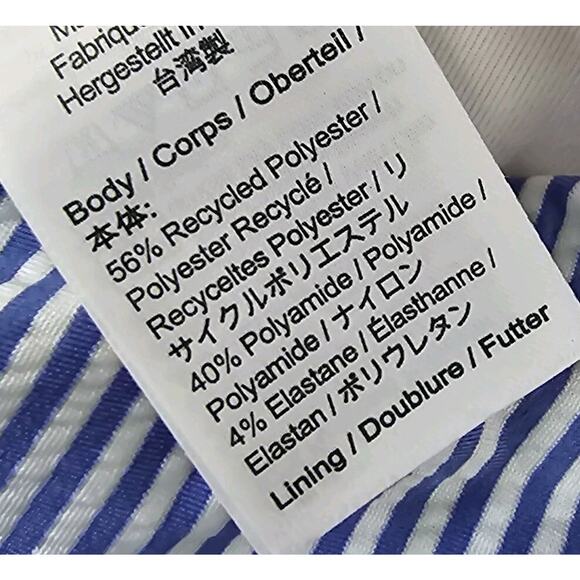 Fabriqu
Hergestellt in
台湾製
Body / Corps / Oberteil /
本体:
56% Recycled Polyester /
Polyester Recyclé /
Recyceltes Polyester / リ
サイクルポリエステル
40% Polyamide / Polyamide /
Polyamide / ナイロン
4% Elastane / Élasthanne /
Elastan / ポリウレタン
Lining / Doublure / Futter